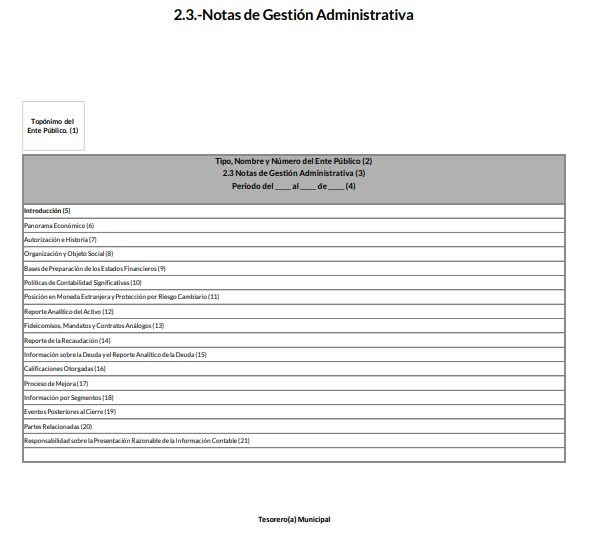 2.3.-Notas de Gestión Administrativa
Topónimo del
Ente Público. (1)
Tipo, Nombre y Número del Ente Público (2)
2.3 Notas de Gestión Administrativa (3)
Periodo del ____ al ____ de ____ (4)
Introducción (5)
Panorama Económico (6)
Autorización e Historia (7)
Organización y Objeto Social (8)
Bases de Preparación de los Estados Financieros (9)
Políticas de Contabilidad Significativas (10)
Posición en Moneda Extranjera y Protección por Riesgo Cambiario (11)
Reporte Analítico del Activo (12)
Fideicomisos, Mandatos y Contratos Análogos (13)
Reporte de la Recaudación (14)
Información sobre la Deuda y el Reporte Analítico de la Deuda (15)
Calificaciones Otorgadas (16)
Proceso de Mejora (17)
Información por Segmentos (18)
Eventos Posteriores al Cierre (19)
Partes Relacionadas (20)
Responsabilidad sobre la Presentación Razonable de la Información Contable (21)
Tesorero(a) Municipal